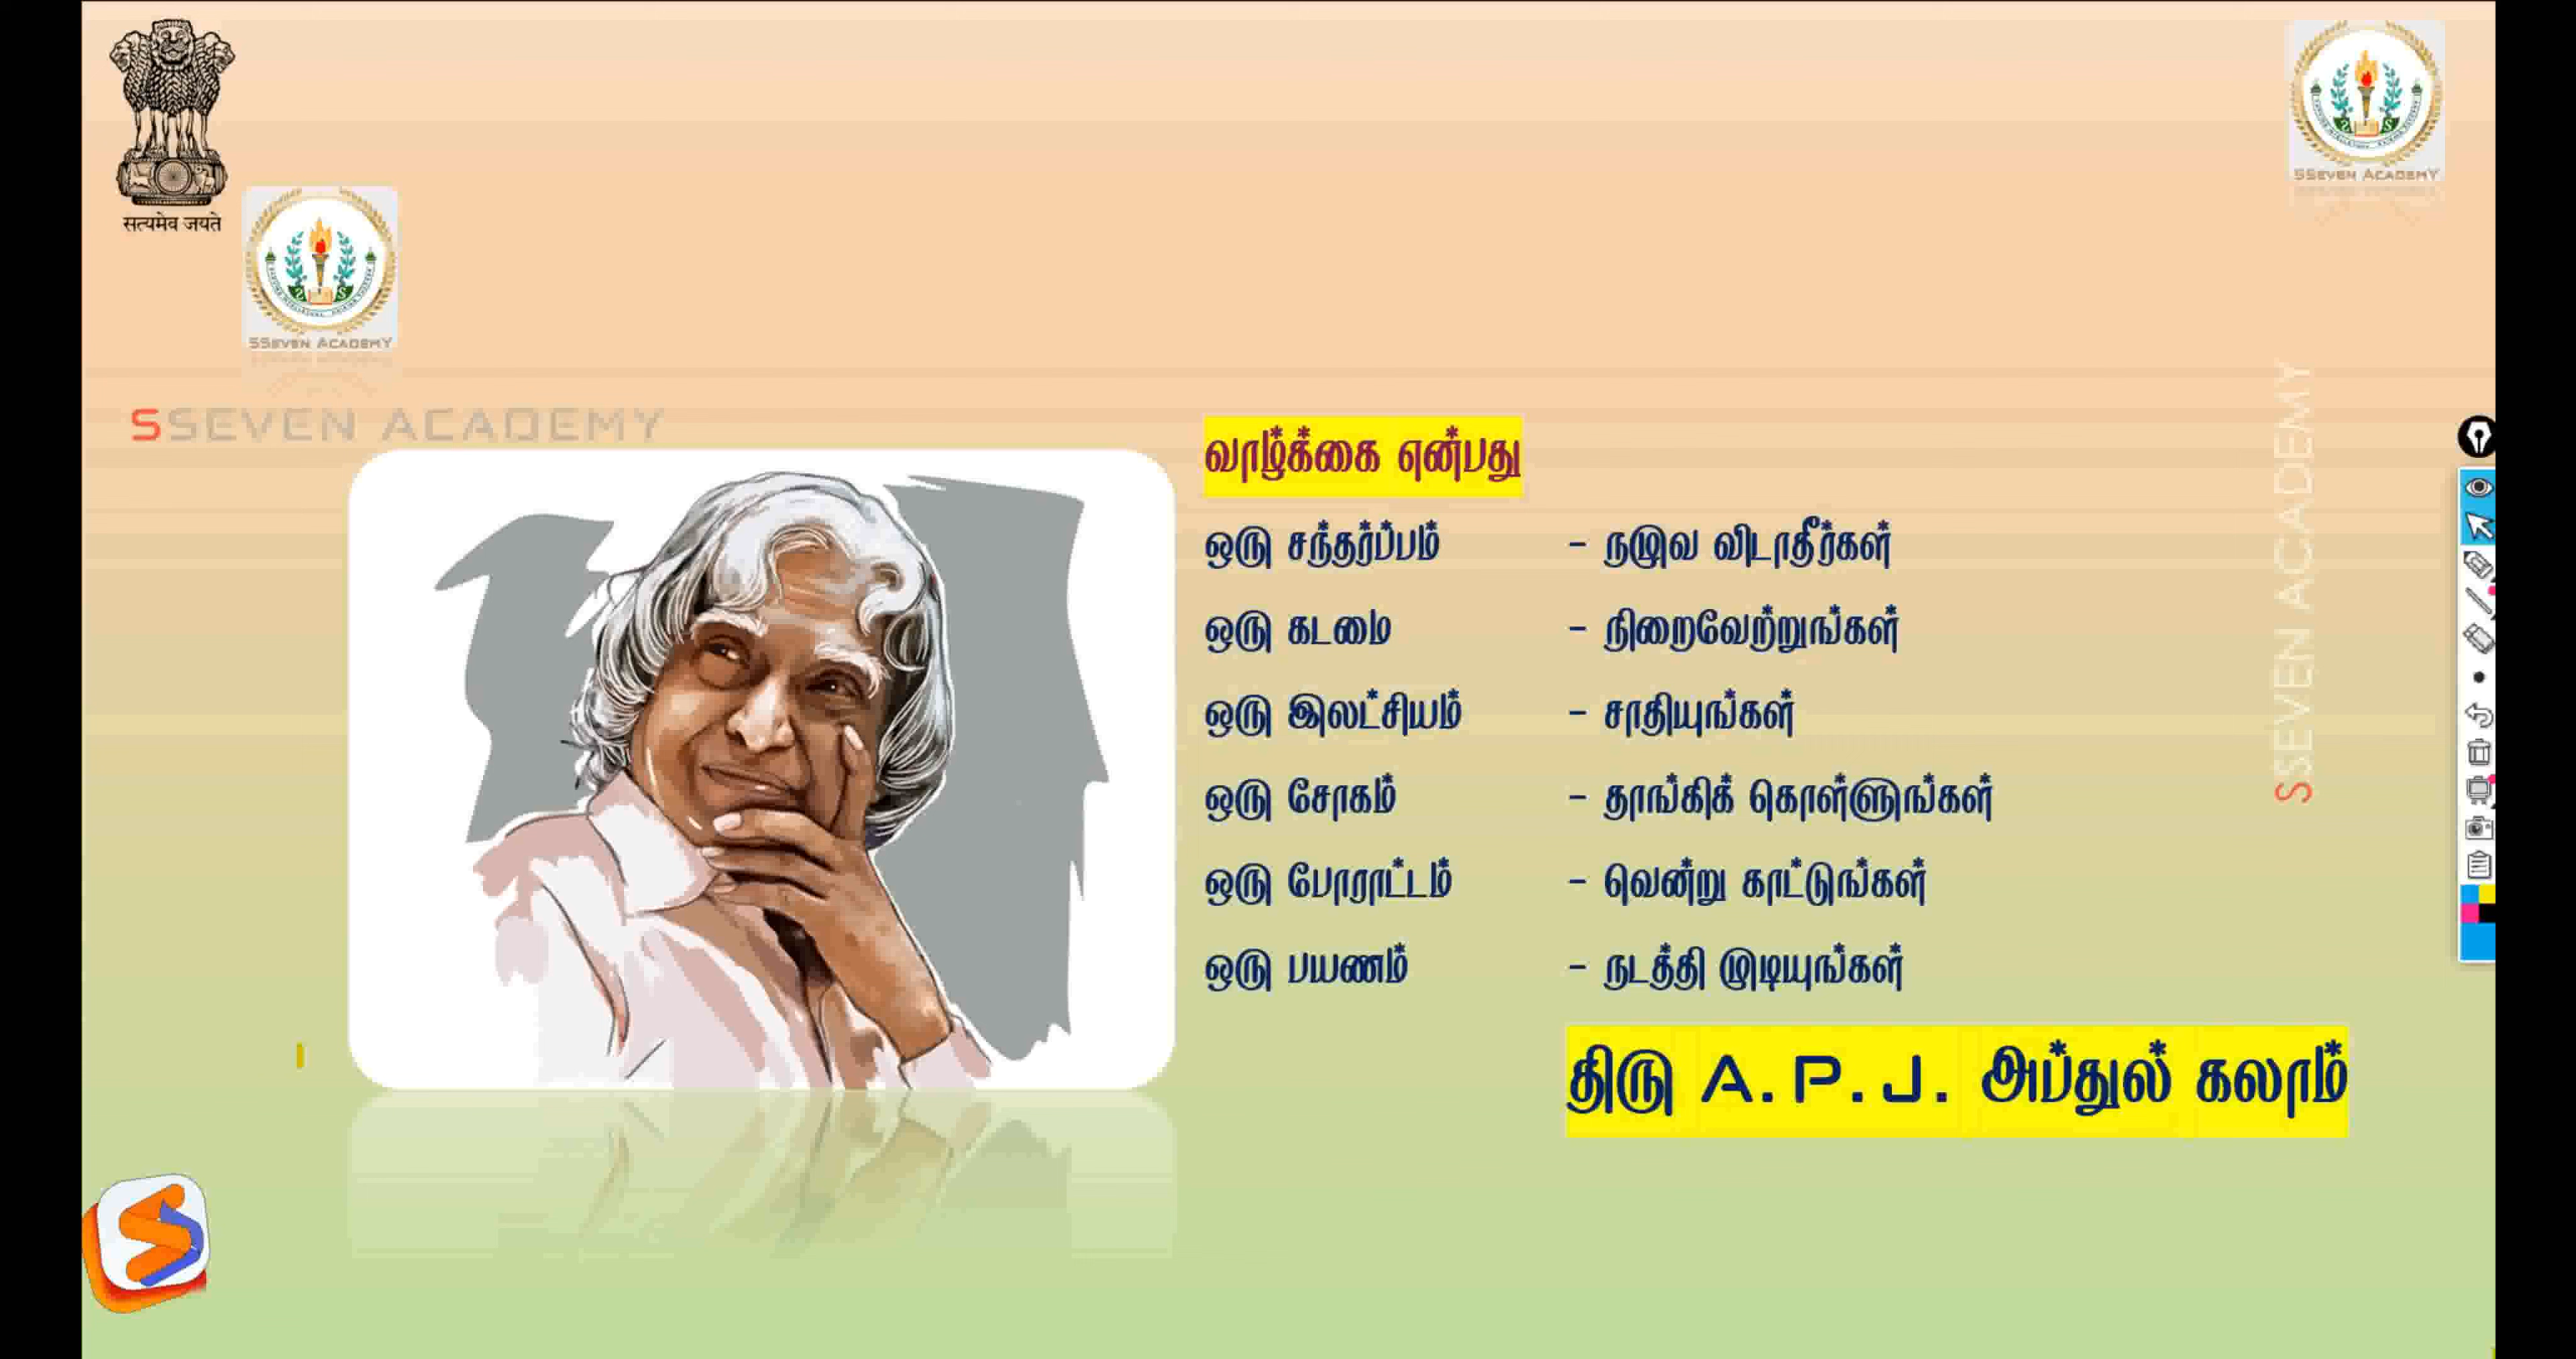 सत्यमेव जयते
SSEVEN ACADEMY
SSEVEN ACADEMY
SSEVEN ACADEMY
SSEVEN ACADEMY
வாழ்க்கை என்பது
ஒரு சந்தர்ப்பம் - நழுவ விடாதீர்கள்
ஒரு கடமை - நிறைவேற்றுங்கள்
ஒரு இலட்சியம் - சாதியுங்கள்
ஒரு சோகம் - தாங்கிக் கொள்ளுங்கள்
ஒரு போராட்டம் - வென்று காட்டுங்கள்
ஒரு பயணம் - நடத்தி முடியுங்கள்
திரு A.P.J. அப்துல் கலாம்